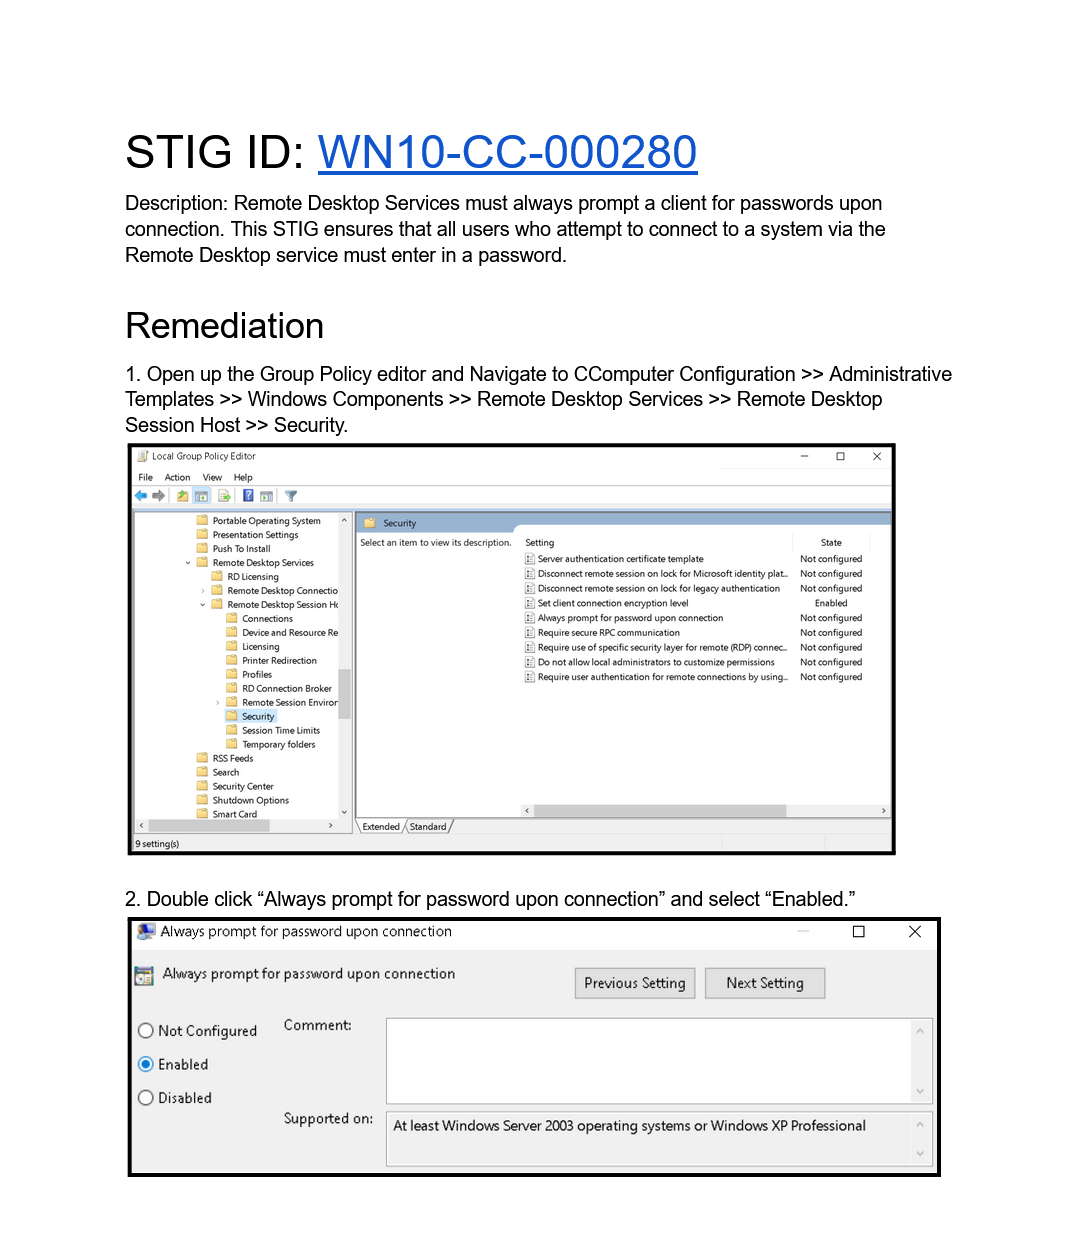 STIG ID: WN10-CC-000280
Description: Remote Desktop Services must always prompt a client for passwords upon
connection. This STIG ensures that all users who attempt to connect to a system via the
Remote Desktop service must enter in a password.
Remediation
1. Open up the Group Policy editor and Navigate to CComputer Configuration >> Administrative
Templates >> Windows Components >> Remote Desktop Services >> Remote Desktop
Session Host >> Security.
Local Group Policy Editor
File Action View Help
Portable Operating System
Presentation Settings
Push To Install
Remote Desktop Services
RD Licensing
Remote Desktop Connectio
Remote Desktop Session Ho
Connections
Device and Resource Re
Licensing
Printer Redirection
Profiles
RD Connection Broker
Remote Session Environ
Security
Session Time Limits
Temporary folders
RSS Feeds
Search
Security Center
Shutdown Options
Smart Card
Security
Select an item to view its description.
Setting State
Server authentication certificate template Not configured
Disconnect remote session on lock for Microsoft identity plat... Not configured
Disconnect remote session on lock for legacy authentication Not configured
Set client connection encryption level Enabled
Always prompt for password upon connection Not configured
Require secure RPC communication Not configured
Require use of specific security layer for remote (RDP) connec... Not configured
Do not allow local administrators to customize permissions Not configured
Require user authentication for remote connections by using... Not configured
Extended Standard
9 setting(s)
2. Double click “Always prompt for password upon connection” and select “Enabled.”
Always prompt for password upon connection
Always prompt for password upon connection
Previous Setting Next Setting
Not Configured
Enabled
Disabled
Comment:
Supported on:
At least Windows Server 2003 operating systems or Windows XP Professional